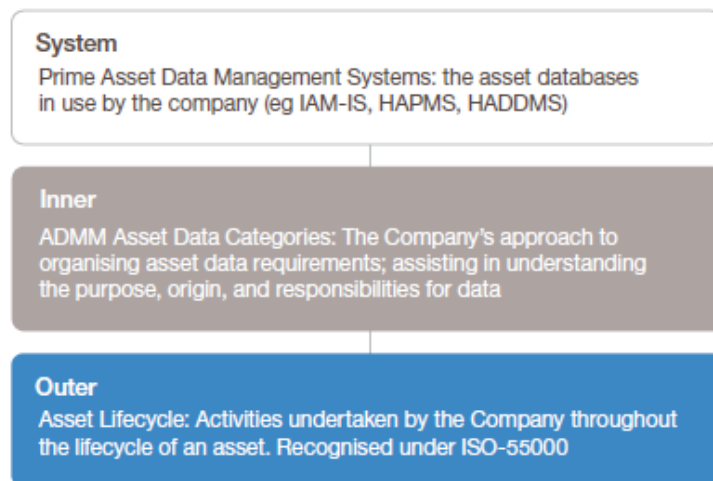 System
Prime Asset Data Management Systems: the asset databases
in use by the company (eg IAM-IS, HAPMS, HADDMS)
Inner
ADMM Asset Data Categories: The Company's approach to
organising asset data requirements; assisting in understanding
the purpose, origin, and responsibilities for data
Outer
Asset Lifecycle: Activities undertaken by the Company throughout
the lifecycle of an asset. Recognised under ISO-55000